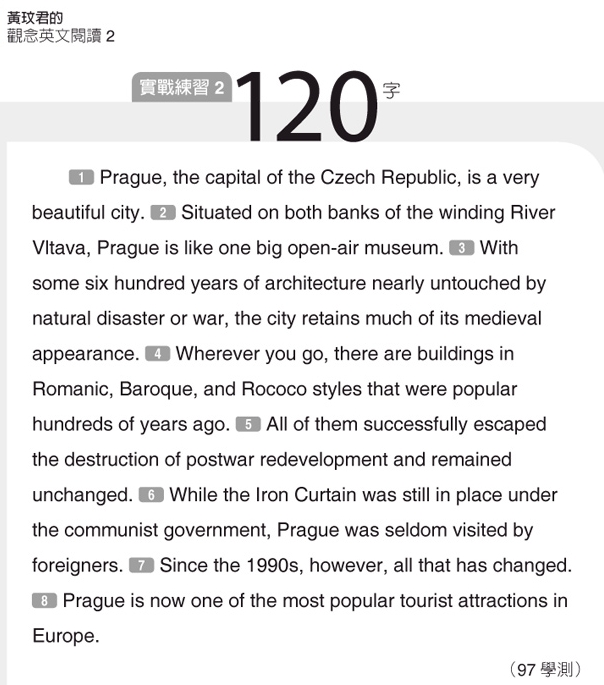 黃玟君的
觀念英文閱讀 2
實戰練習 2 120 字
1 Prague, the capital of the Czech Republic, is a very
beautiful city. 2 Situated on both banks of the winding River
Vltava, Prague is like one big open-air museum. 3 With
some six hundred years of architecture nearly untouched by
natural disaster or war, the city retains much of its medieval
appearance. 4 Wherever you go, there are buildings in
Romanic, Baroque, and Rococo styles that were popular
hundreds of years ago. 5 All of them successfully escaped
the destruction of postwar redevelopment and remained
unchanged. 6 While the Iron Curtain was still in place under
the communist government, Prague was seldom visited by
foreigners. 7 Since the 1990s, however, all that has changed.
8 Prague is now one of the most popular tourist attractions in
Europe.
（97 學測）